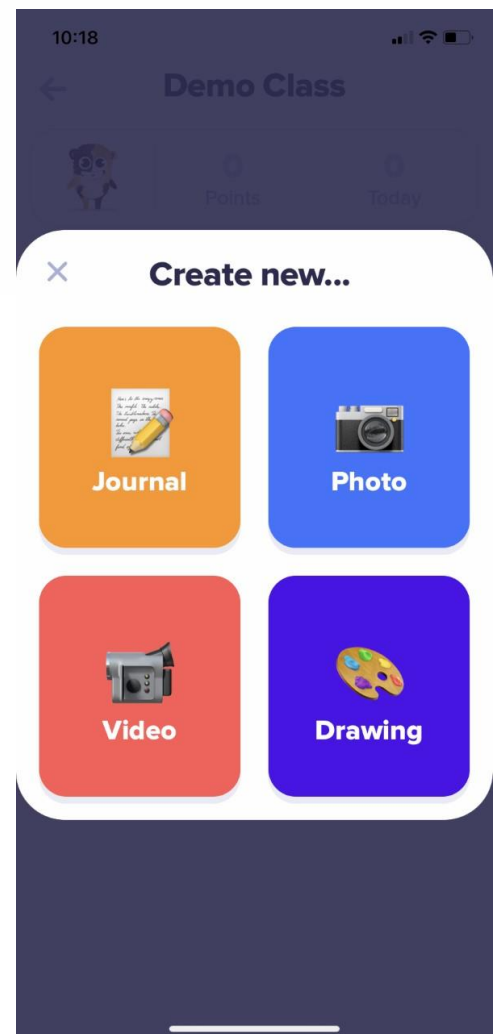 10:18
Demo Class
0 0
Points Today
Create new...
Journal Photo
Video Drawing